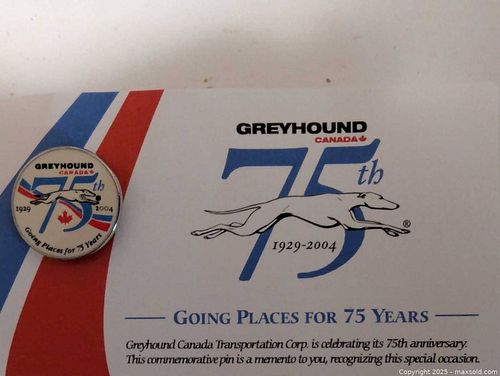 GREYHOUND
CANADA
75th
1929 2004
Going Places for 75 Years
GREYHOUND
CANADA
75th
®
1929-2004
GOING PLACES FOR 75 YEARS
Greyhound Canada Transportation Corp. is celebrating its 75th anniversary.
This commemorative pin is a memento to you, recognizing this special occasion.
Copyright 2025 - maxsold.com